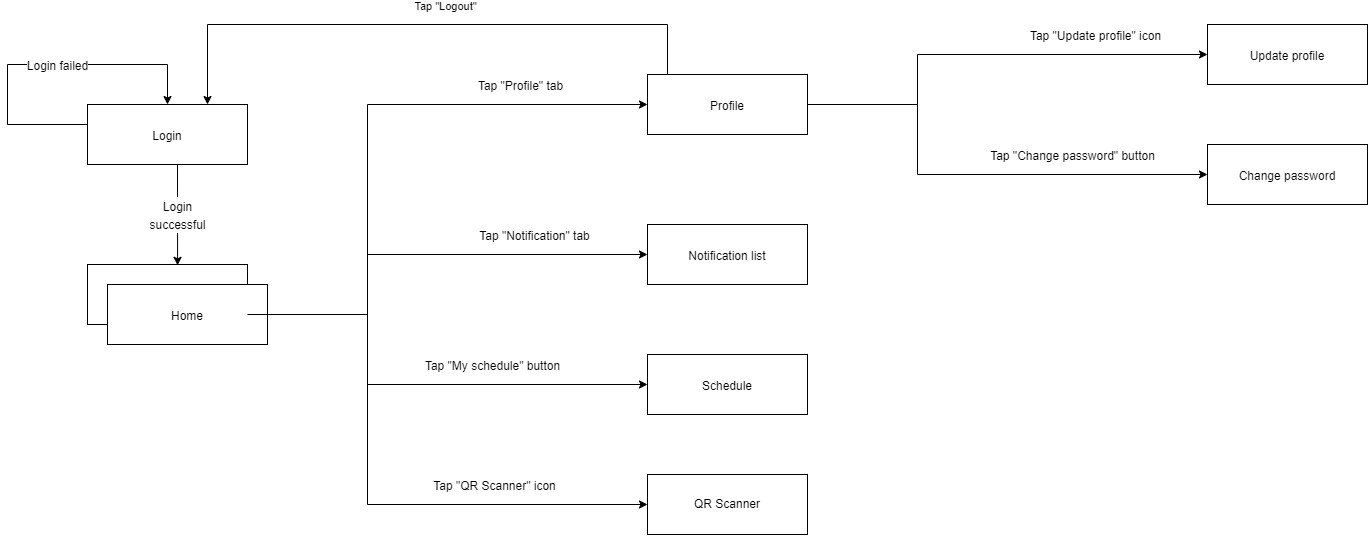 Tap "Logout"
Tap "Update profile" icon
Update profile
Login failed
Tap "Profile" tab
Profile
Login
Tap "Change password" button
Change password
Login
successful
Tap "Notification" tab
Notification list
Home
Tap "My schedule" button
Schedule
Tap "QR Scanner" icon
QR Scanner